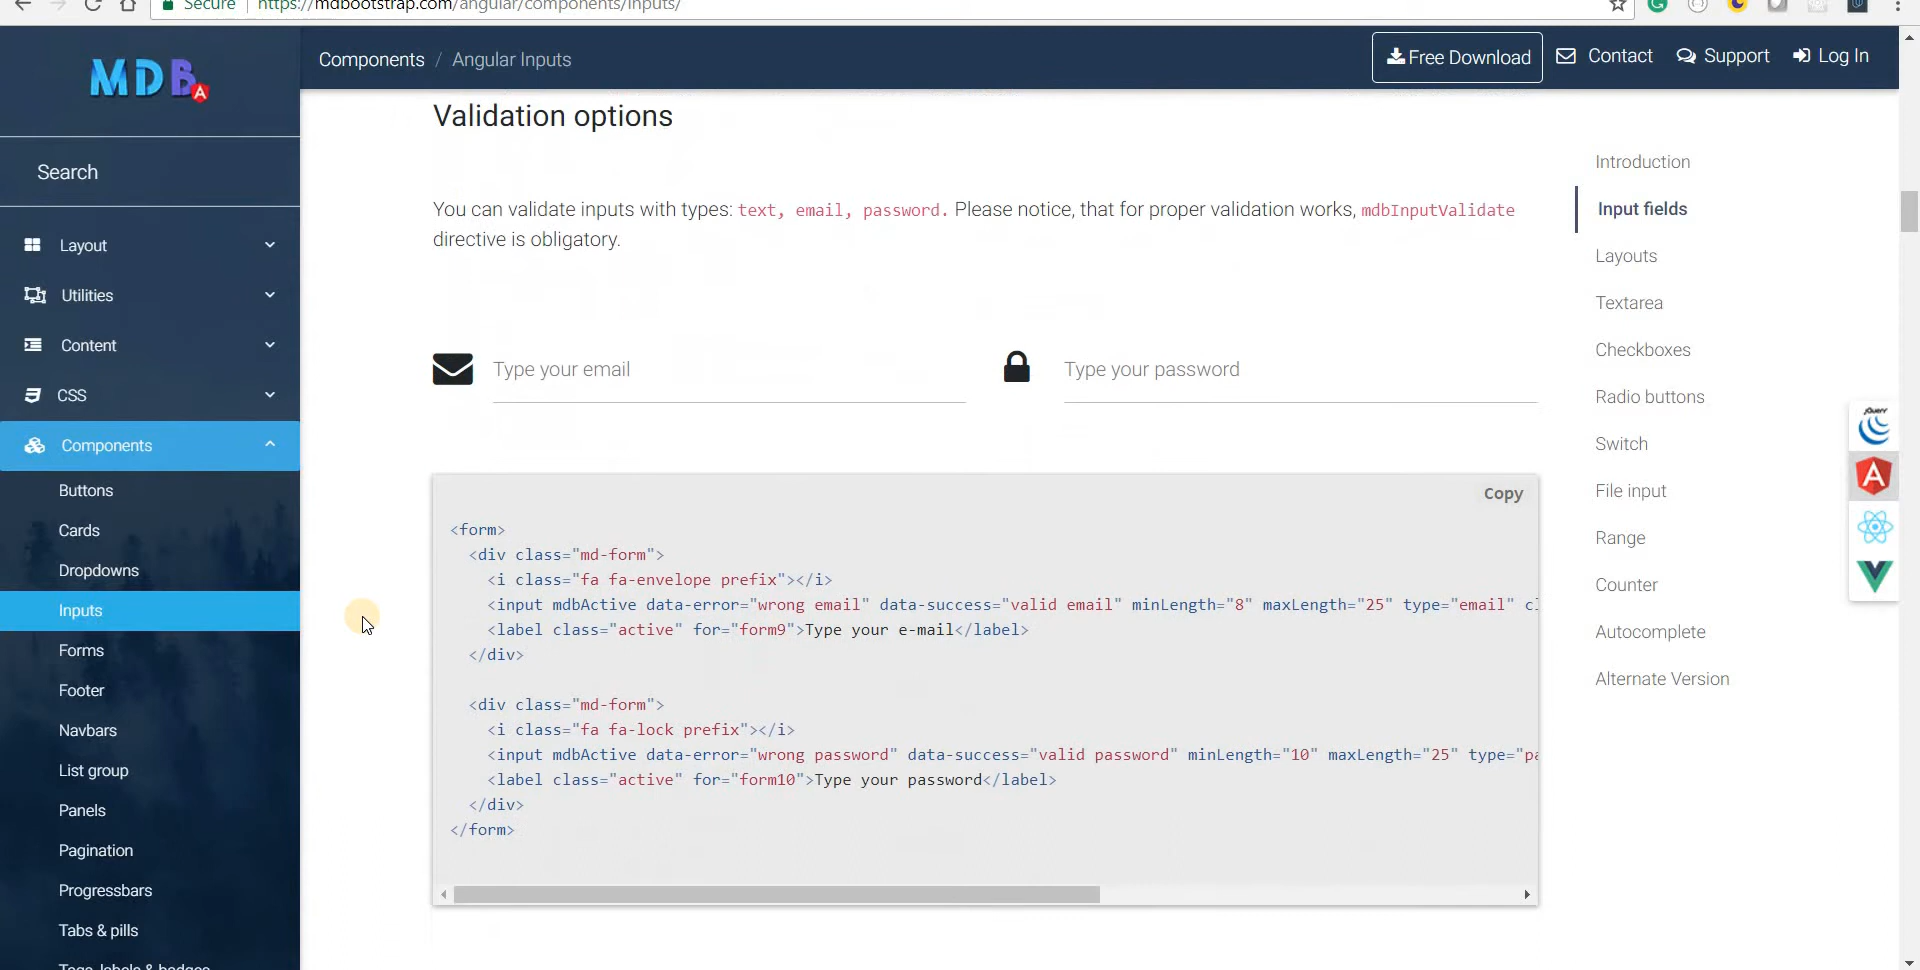 Secure https://mdbootstrap.com/angular/components/inputs/
MDB
Components / Angular Inputs
Free Download
Contact
Support
Log In
Search
Layout
Utilities
Content
CSS
Components
Buttons
Cards
Dropdowns
Inputs
Forms
Footer
Navbars
List group
Panels
Pagination
Progressbars
Tabs & pills
Tags, labels & badges
Validation options
You can validate inputs with types: text, email, password. Please notice, that for proper validation works, mdbInputValidate
directive is obligatory.
Type your email
Type your password
Copy
<form>
<div class="md-form">
<i class="fa fa-envelope prefix"></i>
<input mdbActive data-error="wrong email" data-success="valid email" minLength="8" maxLength="25" type="email" cl
<label class="active" for="form9">Type your e-mail</label>
</div>
<div class="md-form">
<i class="fa fa-lock prefix"></i>
<input mdbActive data-error="wrong password" data-success="valid password" minLength="10" maxLength="25" type="pa
<label class="active" for="form10">Type your password</label>
</div>
</form>
Introduction
Input fields
Layouts
Textarea
Checkboxes
Radio buttons
Switch
File input
Range
Counter
Autocomplete
Alternate Version
jQuery
A